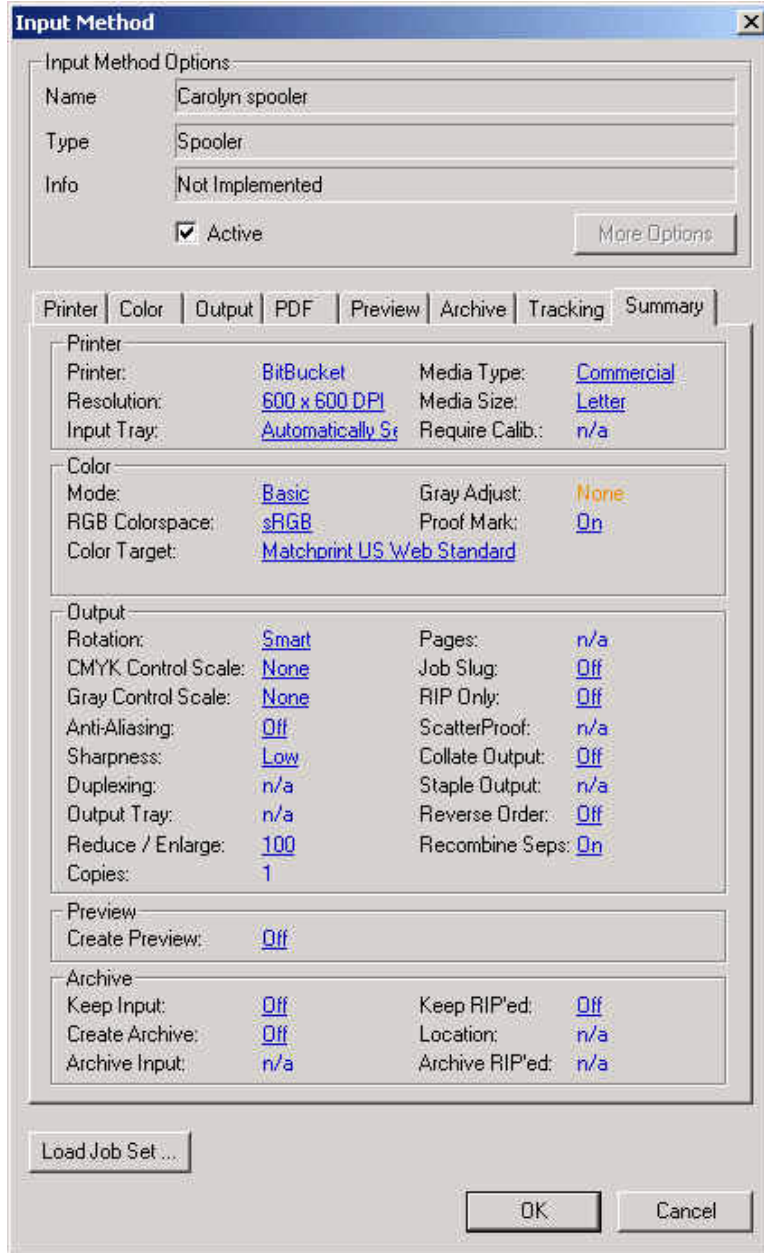 Input Method
Input Method Options
Name Carolyn spooler
Type Spooler
Info Not Implemented
Active More Options
Printer Color Output PDF Preview Archive Tracking Summary
Printer
Printer: BitBucket Media Type: Commercial
Resolution: 600 x 600 DPI Media Size: Letter
Input Tray: Automatically Se Require Calib.: n/a
Color
Mode: Basic Gray Adjust: None
RGB Colorspace: sRGB Proof Mark: On
Color Target: Matchprint US Web Standard
Output
Rotation: Smart Pages: n/a
CMYK Control Scale: None Job Slug: Off
Gray Control Scale: None RIP Only: Off
Anti-Aliasing: Off ScatterProof: n/a
Sharpness: Low Collate Output: Off
Duplexing: n/a Staple Output: n/a
Output Tray: n/a Reverse Order: Off
Reduce / Enlarge: 100 Recombine Seps: On
Copies: 1
Preview
Create Preview: Off
Archive
Keep Input: Off Keep RIP'ed: Off
Create Archive: Off Location: n/a
Archive Input: n/a Archive RIP'ed: n/a
Load Job Set ...
OK Cancel